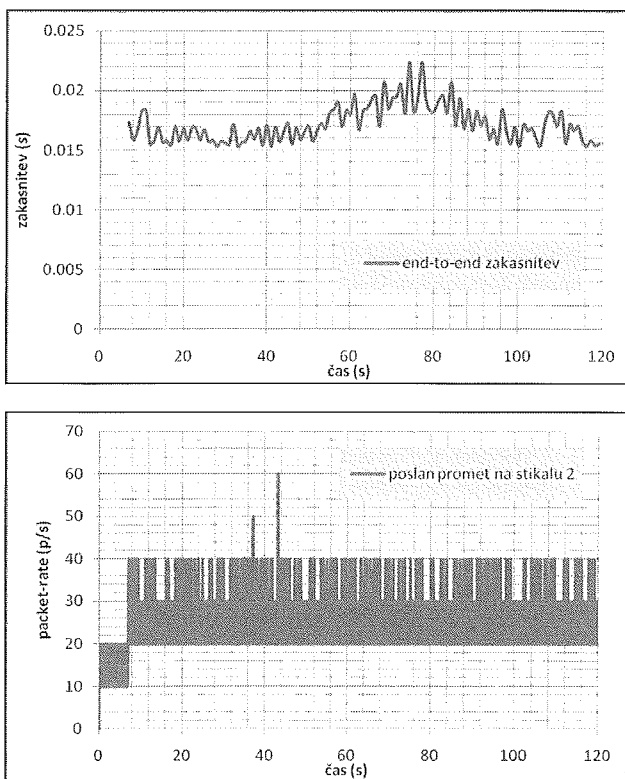 0.025
0.02
0.015
0.01
0.005
0
zakasnitev (s)
end-to-end zakasnitev
0 20 40 60 80 100 120
čas (s)
70
60
50
40
30
20
10
0
packet-rate (p/s)
poslan promet na stikalu 2
0 20 40 60 80 100 120
čas (s)